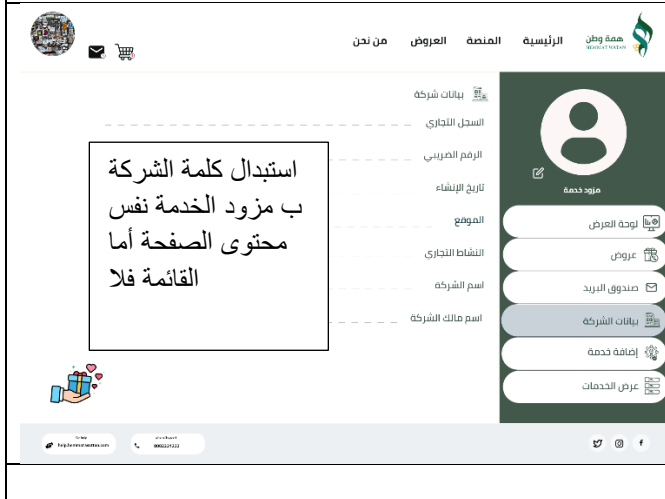 همة وطن
HEMMAT WATAN
الرئيسية
المنصة
العروض
من نحن
مزود خدمة
لوحة العرض
عروض
صندوق البريد
بيانات الشركة
إضافة خدمة
عرض الخدمات
بيانات شركة
السجل التجاري
الرقم الضريبي
تاريخ الإنشاء
الموقع
النشاط التجاري
اسم الشركة
اسم مالك الشركة
استبدال كلمة الشركة
ب مزود الخدمة نفس
محتوى الصفحة أما
القائمة فلا